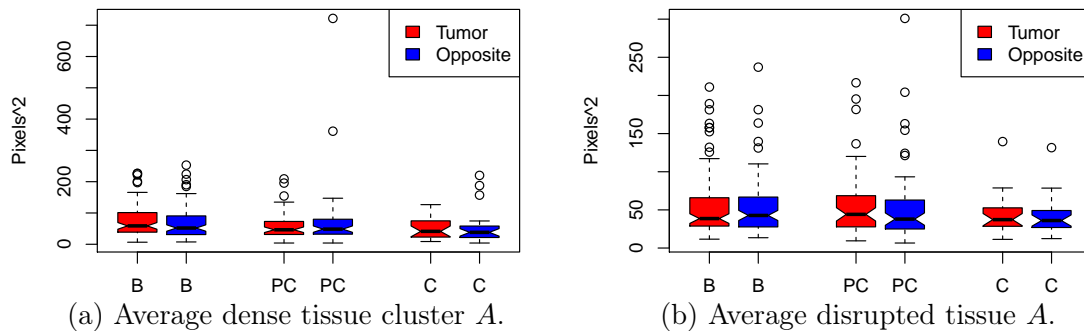 Pixels^2
600
400
200
0
Tumor
Opposite
B B PC PC C C
(a) Average dense tissue cluster A.
Pixels^2
250
150
50
0
Tumor
Opposite
B B PC PC C C
(b) Average disrupted tissue A.